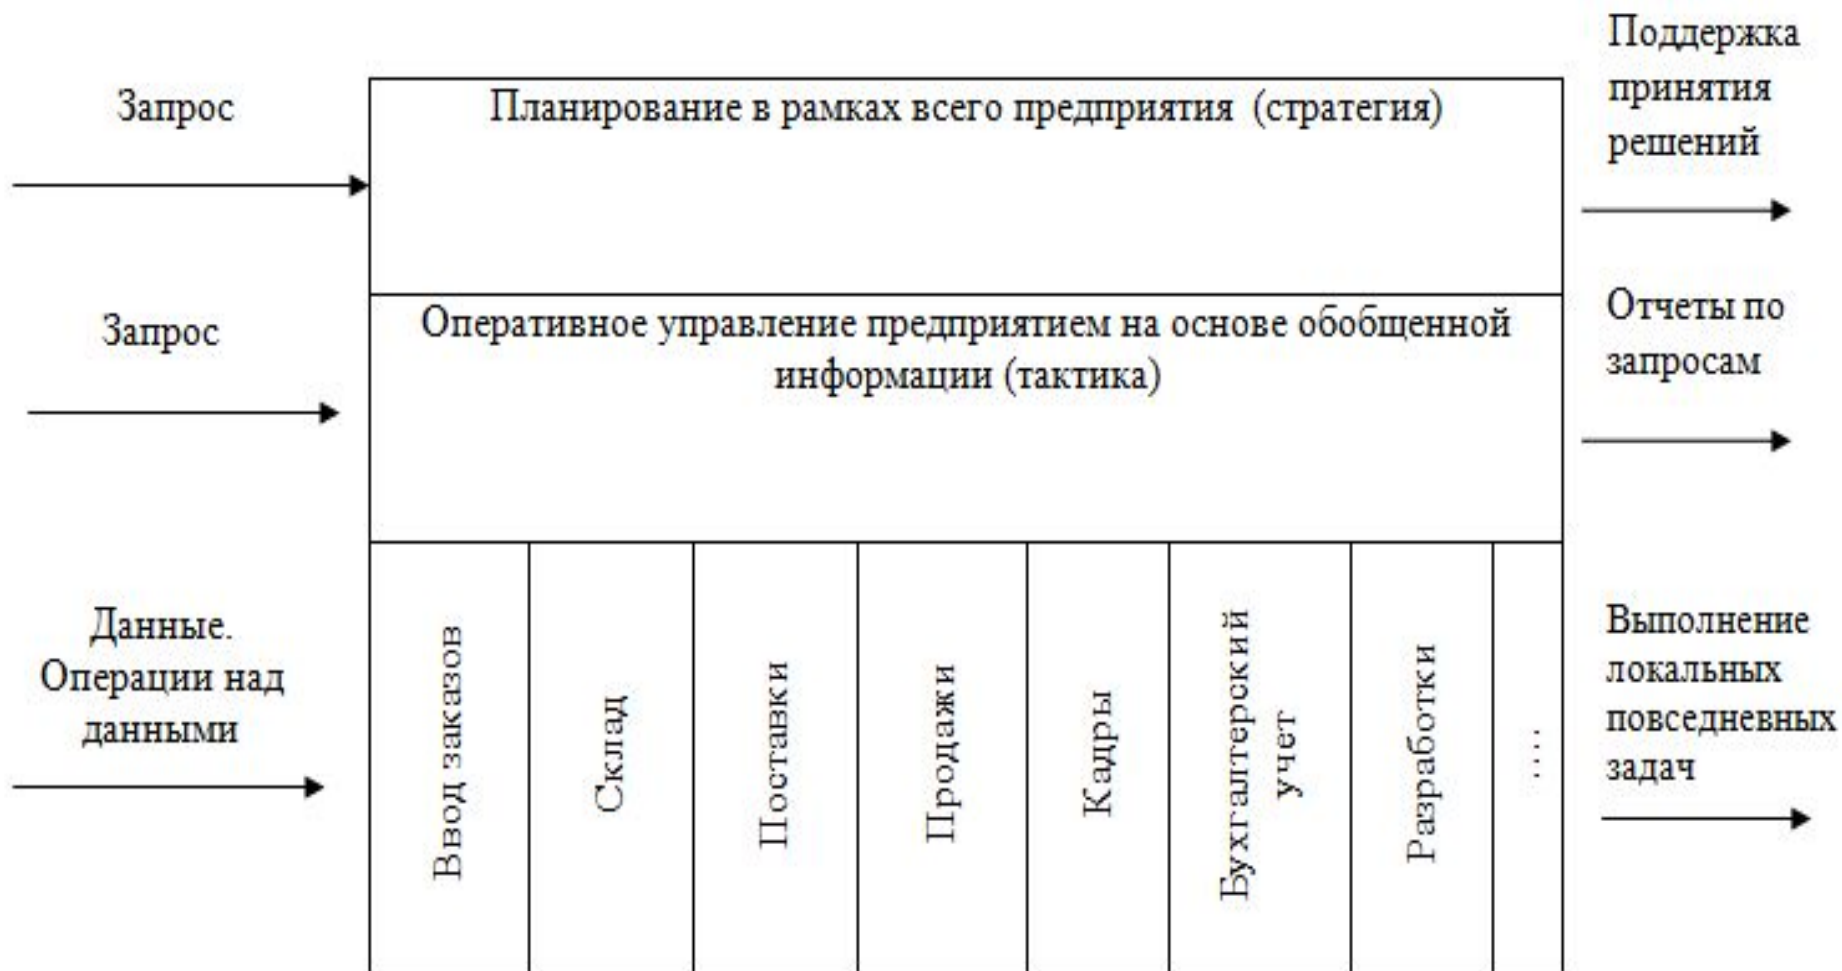 Запрос
Планирование в рамках всего предприятия (стратегия)
Поддержка
принятия
решений
Запрос
Оперативное управление предприятием на основе обобщенной
информации (тактика)
Отчеты по
запросам
Данные.
Операции над
данными
Ввод заказов
Склад
Поставки
Продажи
Кадры
Бухгалтерский
учет
Разработки
....
Выполнение
локальных
повседневных
задач